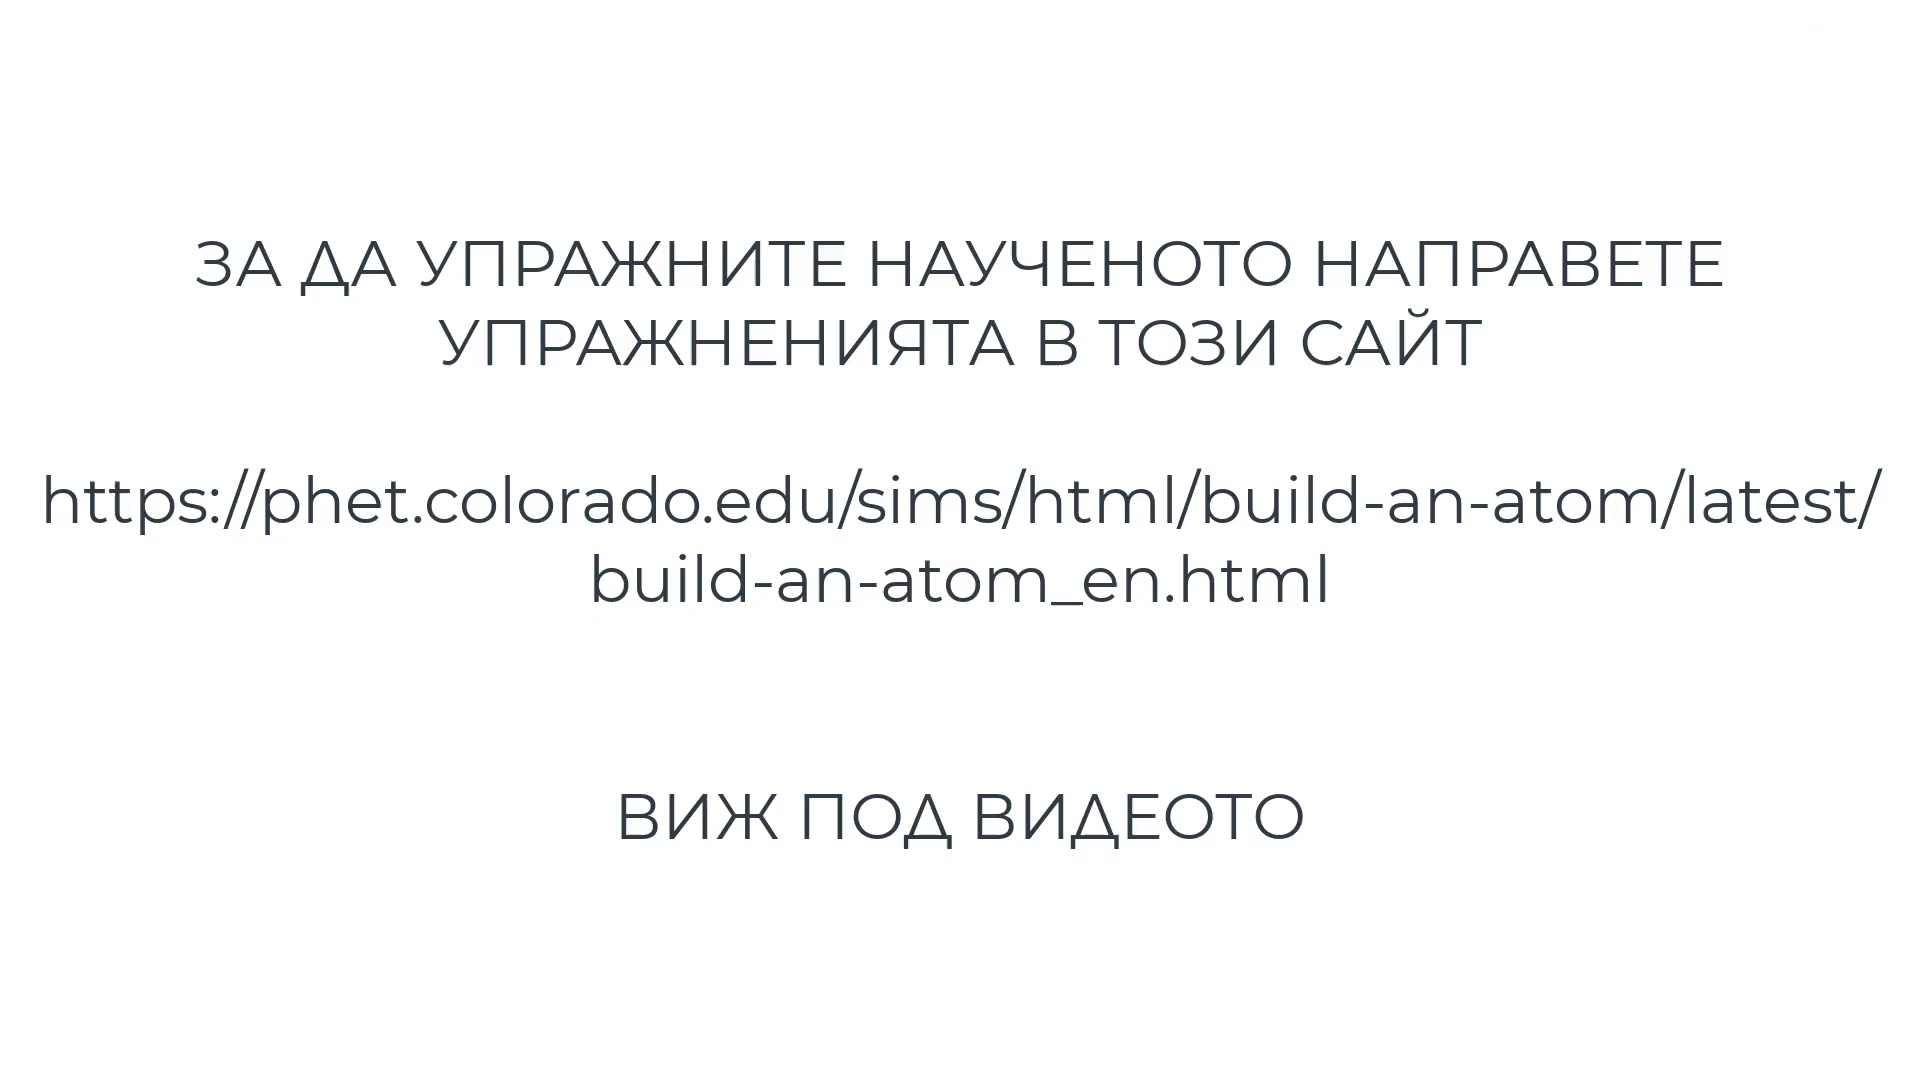 ЗА ДА УПРАЖНИТЕ НАУЧЕНОТО НАПРАВЕТЕ
УПРАЖНЕНИЯТА В ТОЗИ САЙТ
https://phet.colorado.edu/sims/html/build-an-atom/latest/
build-an-atom_en.html
ВИЖ ПОД ВИДЕОТО